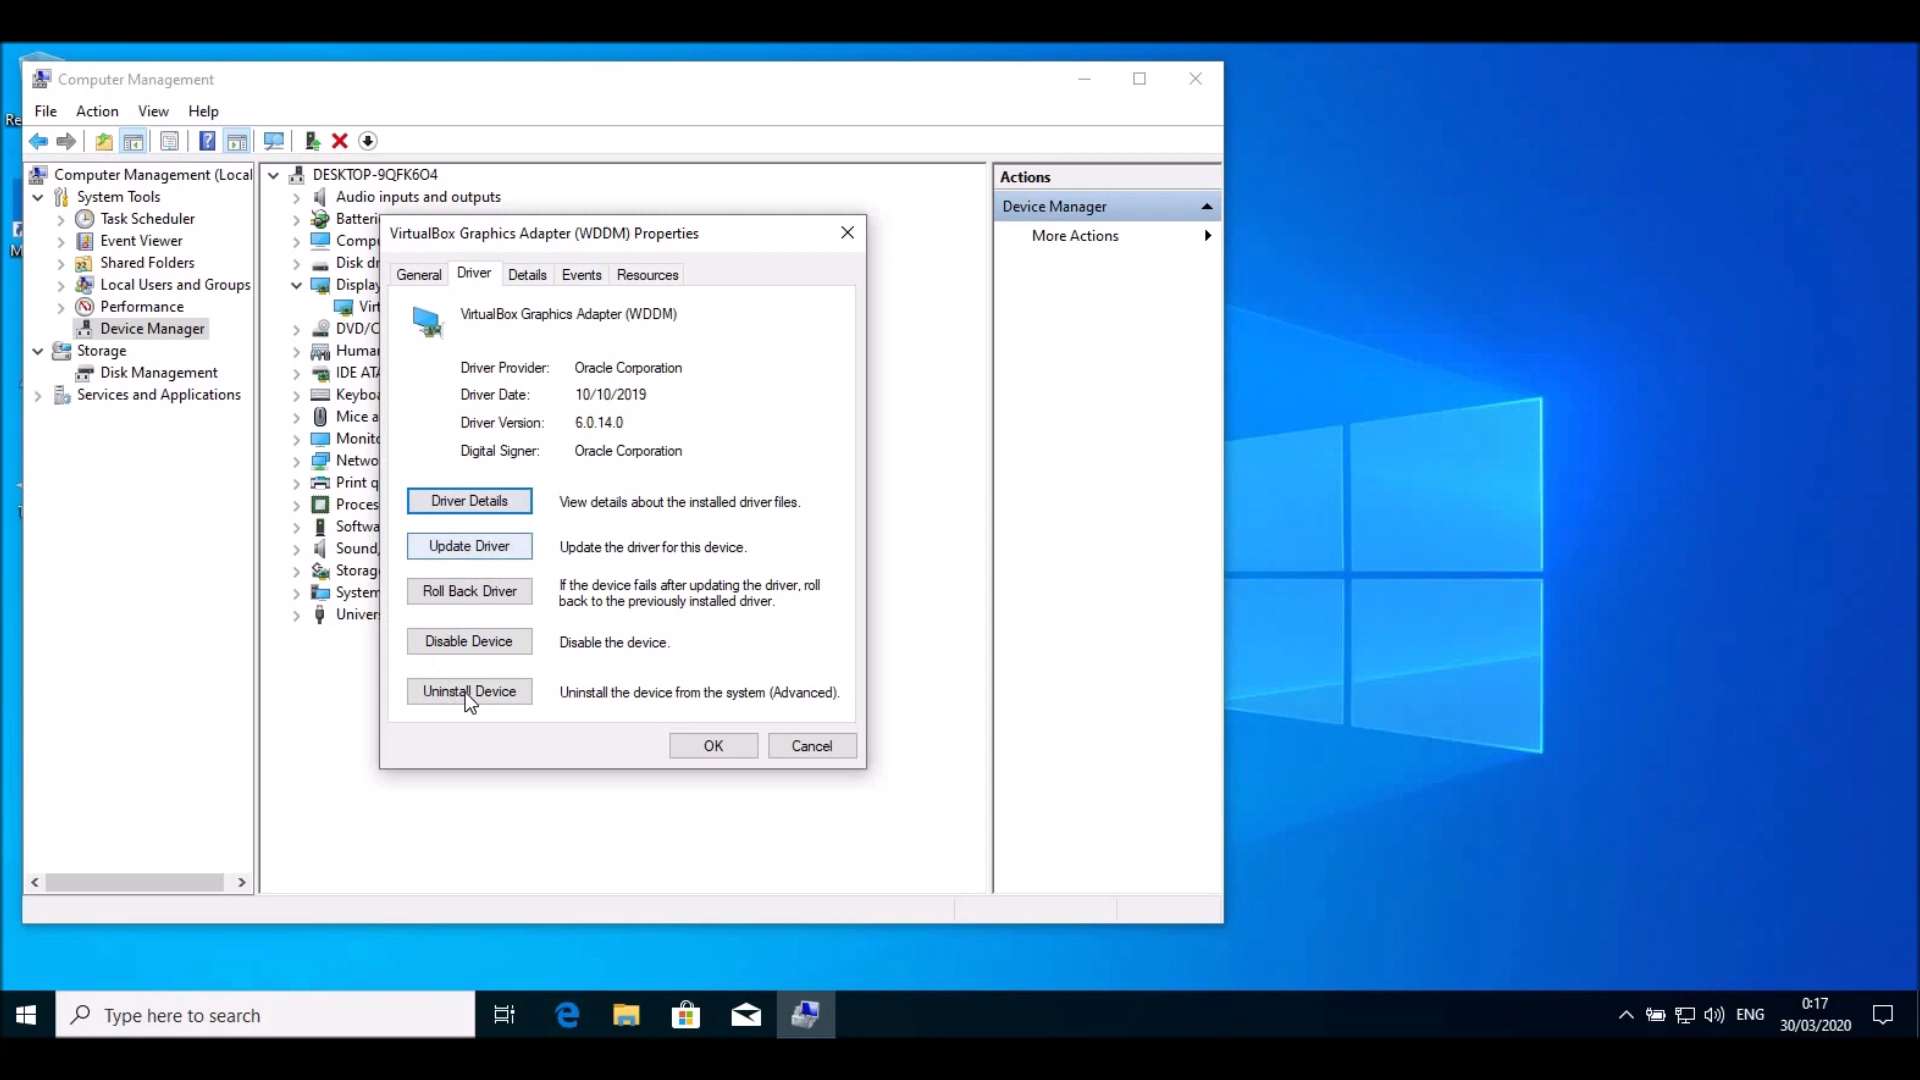 Re
M
Computer Management
File Action View Help
Computer Management (Local
System Tools
Task Scheduler
Event Viewer
Shared Folders
Local Users and Groups
Performance
Device Manager
Storage
Disk Management
Services and Applications
DESKTOP-9QFK6O4
Audio inputs and outputs
Batteri
Compu
Disk dr
Display
Virt
DVD/C
Human
IDE ATA
Keyboa
Mice a
Monito
Netwo
Print q
Proces
Softwa
Sound,
Storag
System
Univers
VirtualBox Graphics Adapter (WDDM) Properties
General Driver Details Events Resources
VirtualBox Graphics Adapter (WDDM)
Driver Provider: Oracle Corporation
Driver Date: 10/10/2019
Driver Version: 6.0.14.0
Digital Signer: Oracle Corporation
Driver Details View details about the installed driver files.
Update Driver Update the driver for this device.
Roll Back Driver If the device fails after updating the driver, roll
back to the previously installed driver.
Disable Device Disable the device.
Uninstall Device Uninstall the device from the system (Advanced).
OK Cancel
Actions
Device Manager
More Actions
Type here to search
ENG
0:17
30/03/2020